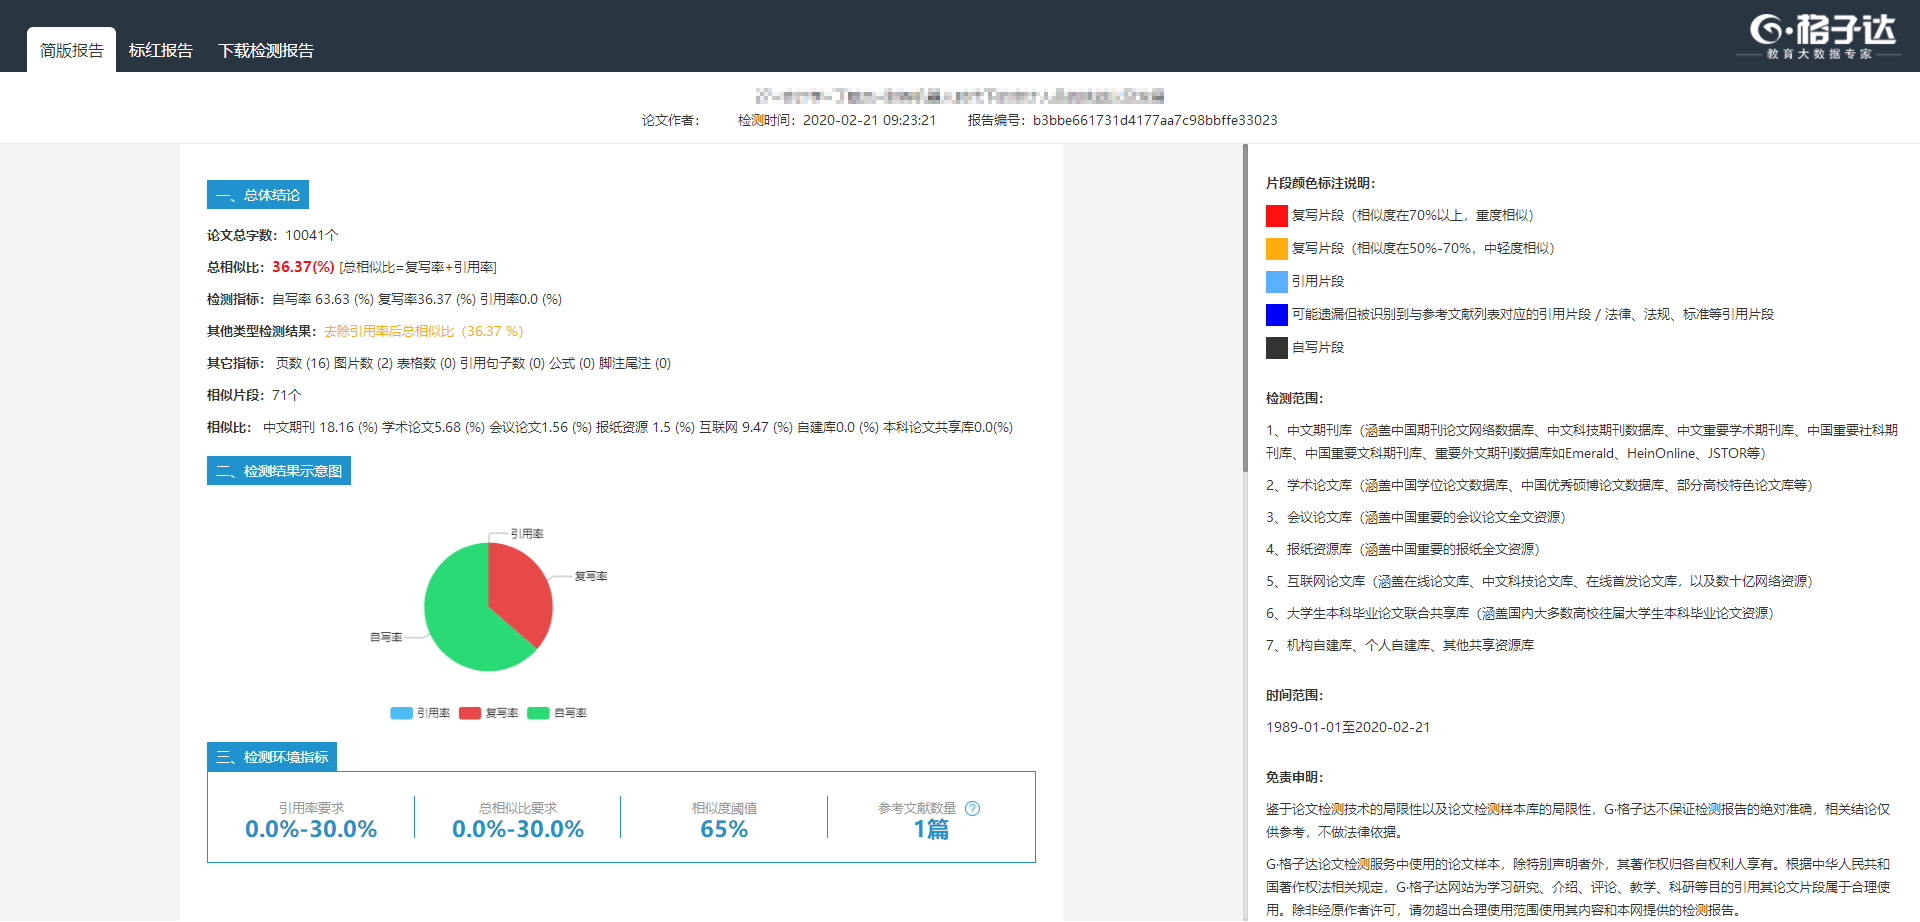 简版报告 标红报告 下载检测报告
G·格子达
教育大数据专家
论文作者： 检测时间：2020-02-21 09:23:21 报告编号：b3bbe661731d4177aa7c98bbffe33023
一、总体结论
论文总字数：10041个
总相似比：36.37(%) [总相似比=复写率+引用率]
检测指标：自写率 63.63 (%) 复写率36.37 (%) 引用率0.0 (%)
其他类型检测结果：去除引用率后总相似比（36.37 %）
其它指标： 页数 (16) 图片数 (2) 表格数 (0) 引用句子数 (0) 公式 (0) 脚注尾注 (0)
相似片段：71个
相似比： 中文期刊 18.16 (%) 学术论文5.68 (%) 会议论文1.56 (%) 报纸资源 1.5 (%) 互联网 9.47 (%) 自建库0.0 (%) 本科论文共享库0.0(%)
二、检测结果示意图
引用率
复写率
自写率
引用率 复写率 自写率
三、检测环境指标
引用率要求 总相似比要求 相似度阈值 参考文献数量 ?
0.0%-30.0% 0.0%-30.0% 65% 1篇
片段颜色标注说明：
复写片段（相似度在70%以上，重度相似）
复写片段（相似度在50%-70%，中轻度相似）
引用片段
可能遗漏但被识别到与参考文献列表对应的引用片段 / 法律、法规、标准等引用片段
自写片段
检测范围：
1、中文期刊库（涵盖中国期刊论文网络数据库、中文科技期刊数据库、中文重要学术期刊库、中国重要社科期
刊库、中国重要文科期刊库、重要外文期刊数据库如Emerald、HeinOnline、JSTOR等）
2、学术论文库（涵盖中国学位论文数据库、中国优秀硕博论文数据库、部分高校特色论文库等）
3、会议论文库（涵盖中国重要的会议论文全文资源）
4、报纸资源库（涵盖中国重要的报纸全文资源）
5、互联网论文库（涵盖在线论文库、中文科技论文库、在线首发论文库，以及数十亿网络资源）
6、大学生本科毕业论文联合共享库（涵盖国内大多数高校往届大学生本科毕业论文资源）
7、机构自建库、个人自建库、其他共享资源库
时间范围：
1989-01-01至2020-02-21
免责申明：
鉴于论文检测技术的局限性以及论文检测样本库的局限性，G·格子达不保证检测报告的绝对准确，相关结论仅
供参考，不做法律依据。
G·格子达论文检测服务中使用的论文样本，除特别声明者外，其著作权归各自权利人享有。根据中华人民共和
国著作权法相关规定，G·格子达网站为学习研究、介绍、评论、教学、科研等目的引用其论文片段属于合理使
用。除非经原作者许可，请勿超出合理使用范围使用其内容和本网提供的检测报告。